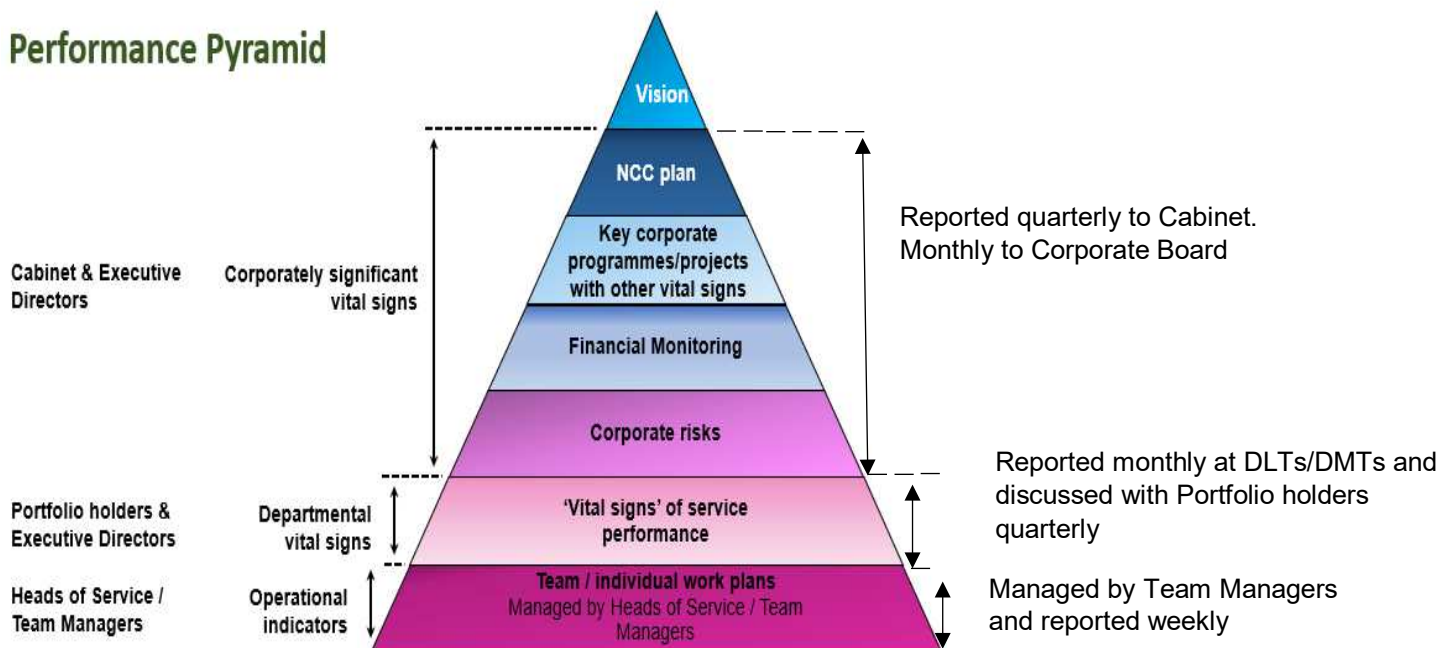 Performance Pyramid
Vision
NCC plan
Key corporate
programmes/projects
with other vital signs
Financial Monitoring
Corporate risks
‘Vital signs’ of service
performance
Team / individual work plans
Managed by Heads of Service / Team
Managers
Cabinet & Executive
Directors
Corporately significant
vital signs
Reported quarterly to Cabinet.
Monthly to Corporate Board
Portfolio holders &
Executive Directors
Departmental
vital signs
Reported monthly at DLTs/DMTs and
discussed with Portfolio holders
quarterly
Heads of Service /
Team Managers
Operational
indicators
Managed by Team Managers
and reported weekly